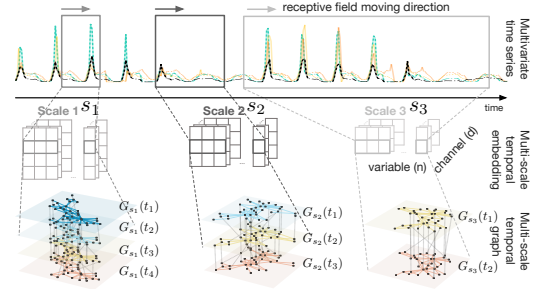 receptive field moving direction
Multivariate
time series
time
Scale 1
S₁
Scale 2
S₂
Scale 3
S₃
...
...
...
variable (n)
channel (d)
Multi-scale
temporal
embedding
Gₛ₁(t₁)
Gₛ₁(t₂)
Gₛ₁(t₃)
Gₛ₁(t₄)
Gₛ₂(t₁)
Gₛ₂(t₂)
Gₛ₂(t₃)
Gₛ₃(t₁)
Gₛ₃(t₂)
Multi-scale
temporal
graph